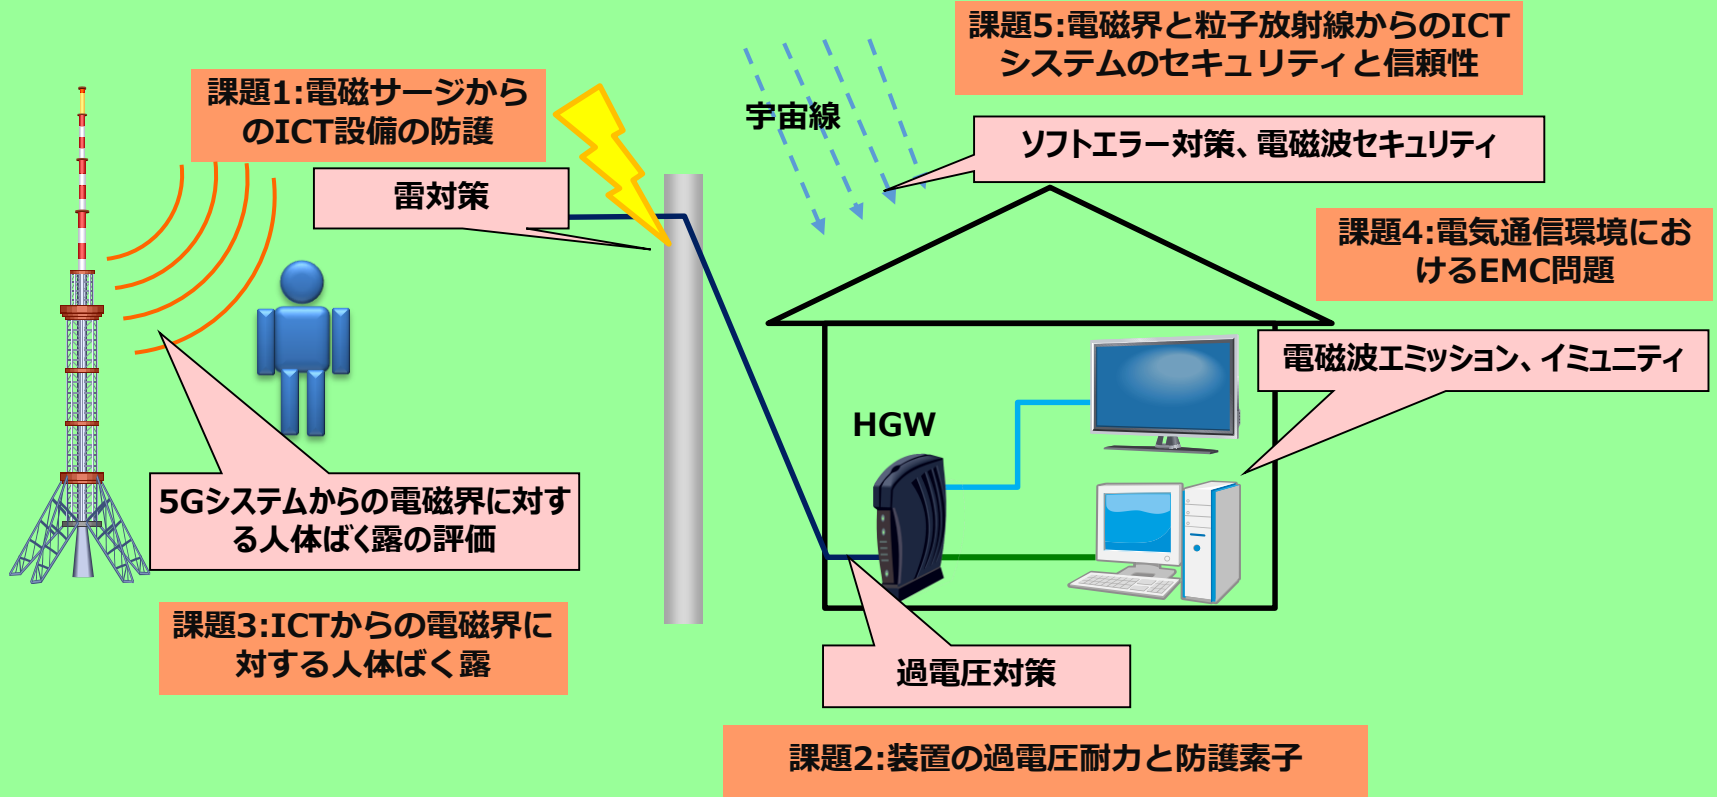 課題5:電磁界と粒子放射線からのICT
システムのセキュリティと信頼性
課題1:電磁サージから
のICT設備の防護
宇宙線
ソフトエラー対策、電磁波セキュリティ
雷対策
課題4:電気通信環境にお
けるEMC問題
電磁波エミッション、イミュニティ
HGW
5Gシステムからの電磁界に対す
る人体ばく露の評価
課題3:ICTからの電磁界に
対する人体ばく露
過電圧対策
課題2:装置の過電圧耐力と防護素子